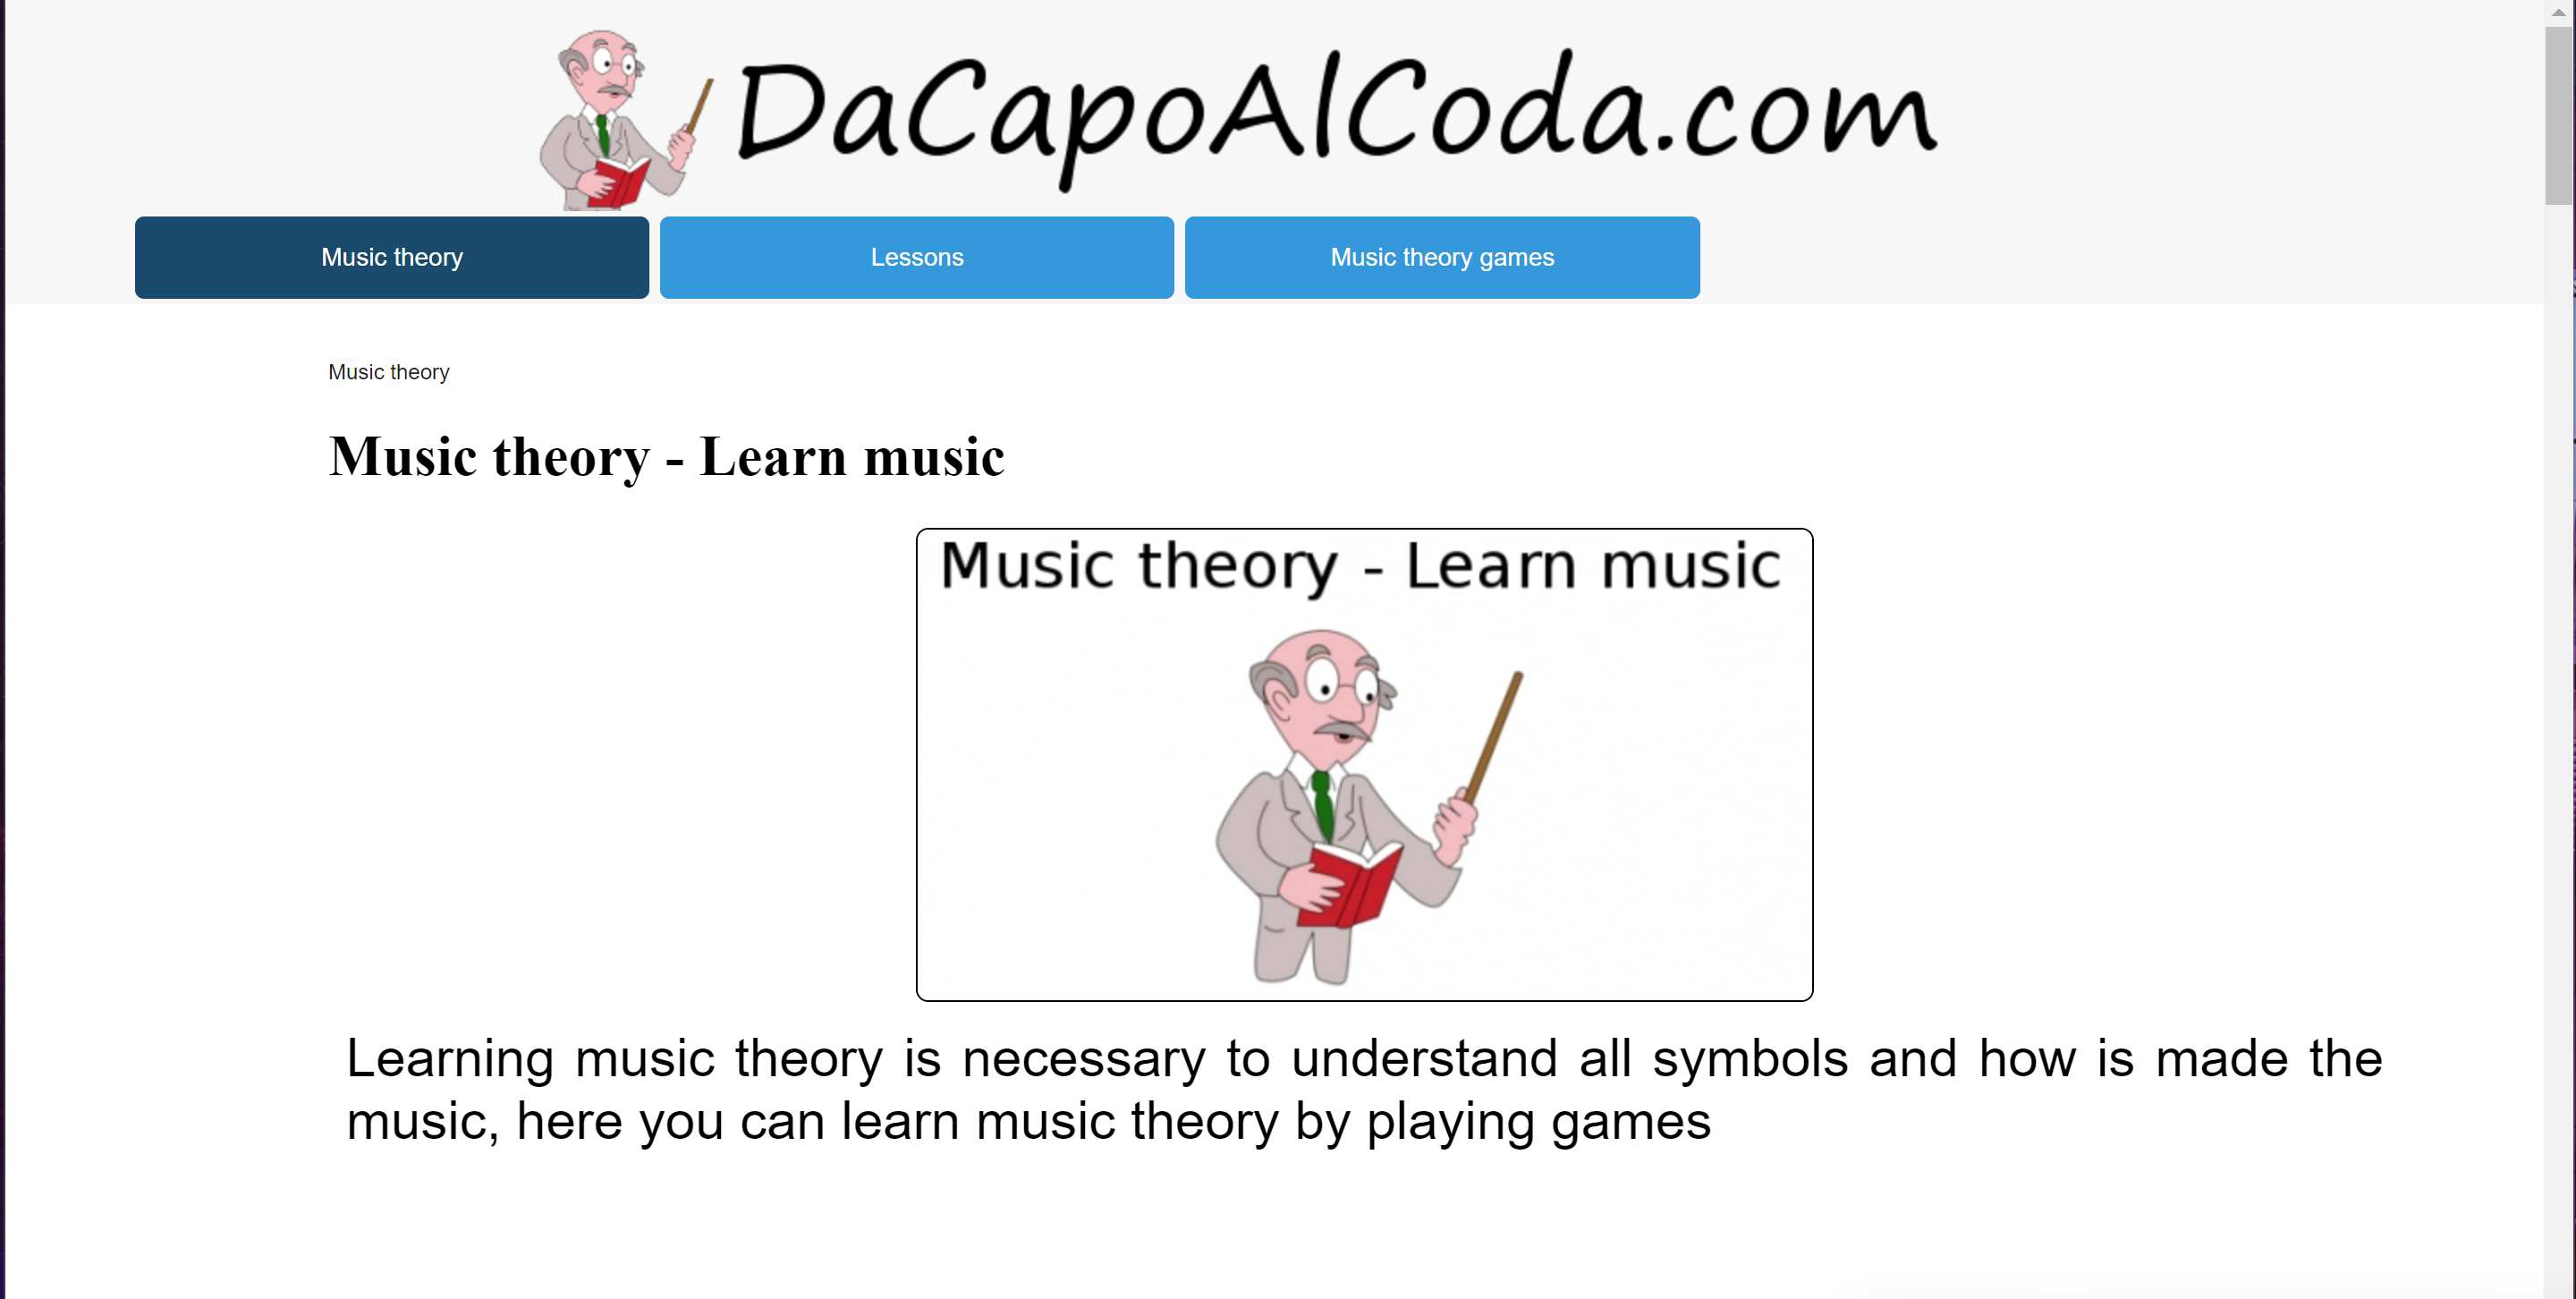 DaCapoAlCoda.com
Music theory
Lessons
Music theory games
Music theory
Music theory - Learn music
Music theory - Learn music
Learning music theory is necessary to understand all symbols and how is made the
music, here you can learn music theory by playing games